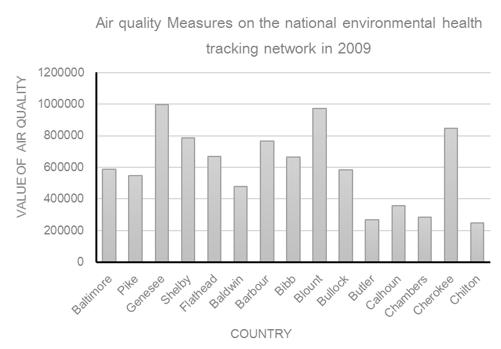 Air quality Measures on the national environmental health
tracking network in 2009
VALUE OF AIR QUALITY
1200000
1000000
800000
600000
400000
200000
0
Baltimore
Pike
Genesee
Shelby
Flathead
Baldwin
Barbour
Bibb
Blount
Bullock
Butler
Calhoun
Chambers
Cherokee
Chilton
COUNTRY